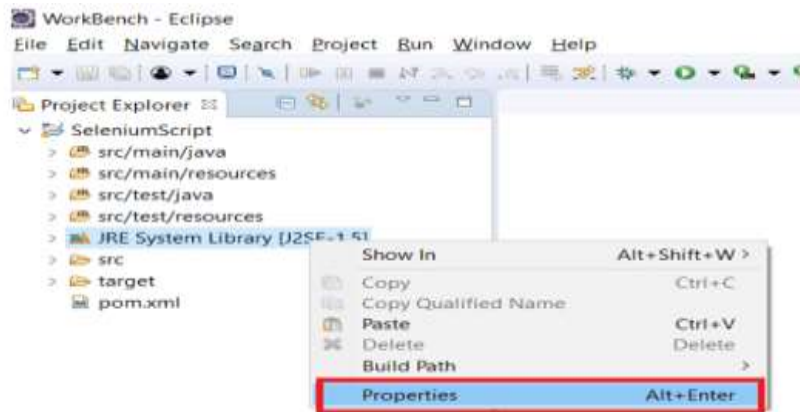 WorkBench - Eclipse
File Edit Navigate Search Project Run Window Help
Project Explorer
SeleniumScript
src/main/java
src/main/resources
src/test/java
src/test/resources
JRE System Library [J2SE-1.5]
src
target
pom.xml
Show In Alt+Shift+W >
Copy Ctrl+C
Copy Qualified Name
Paste Ctrl+V
Delete Delete
Build Path >
Properties Alt+Enter